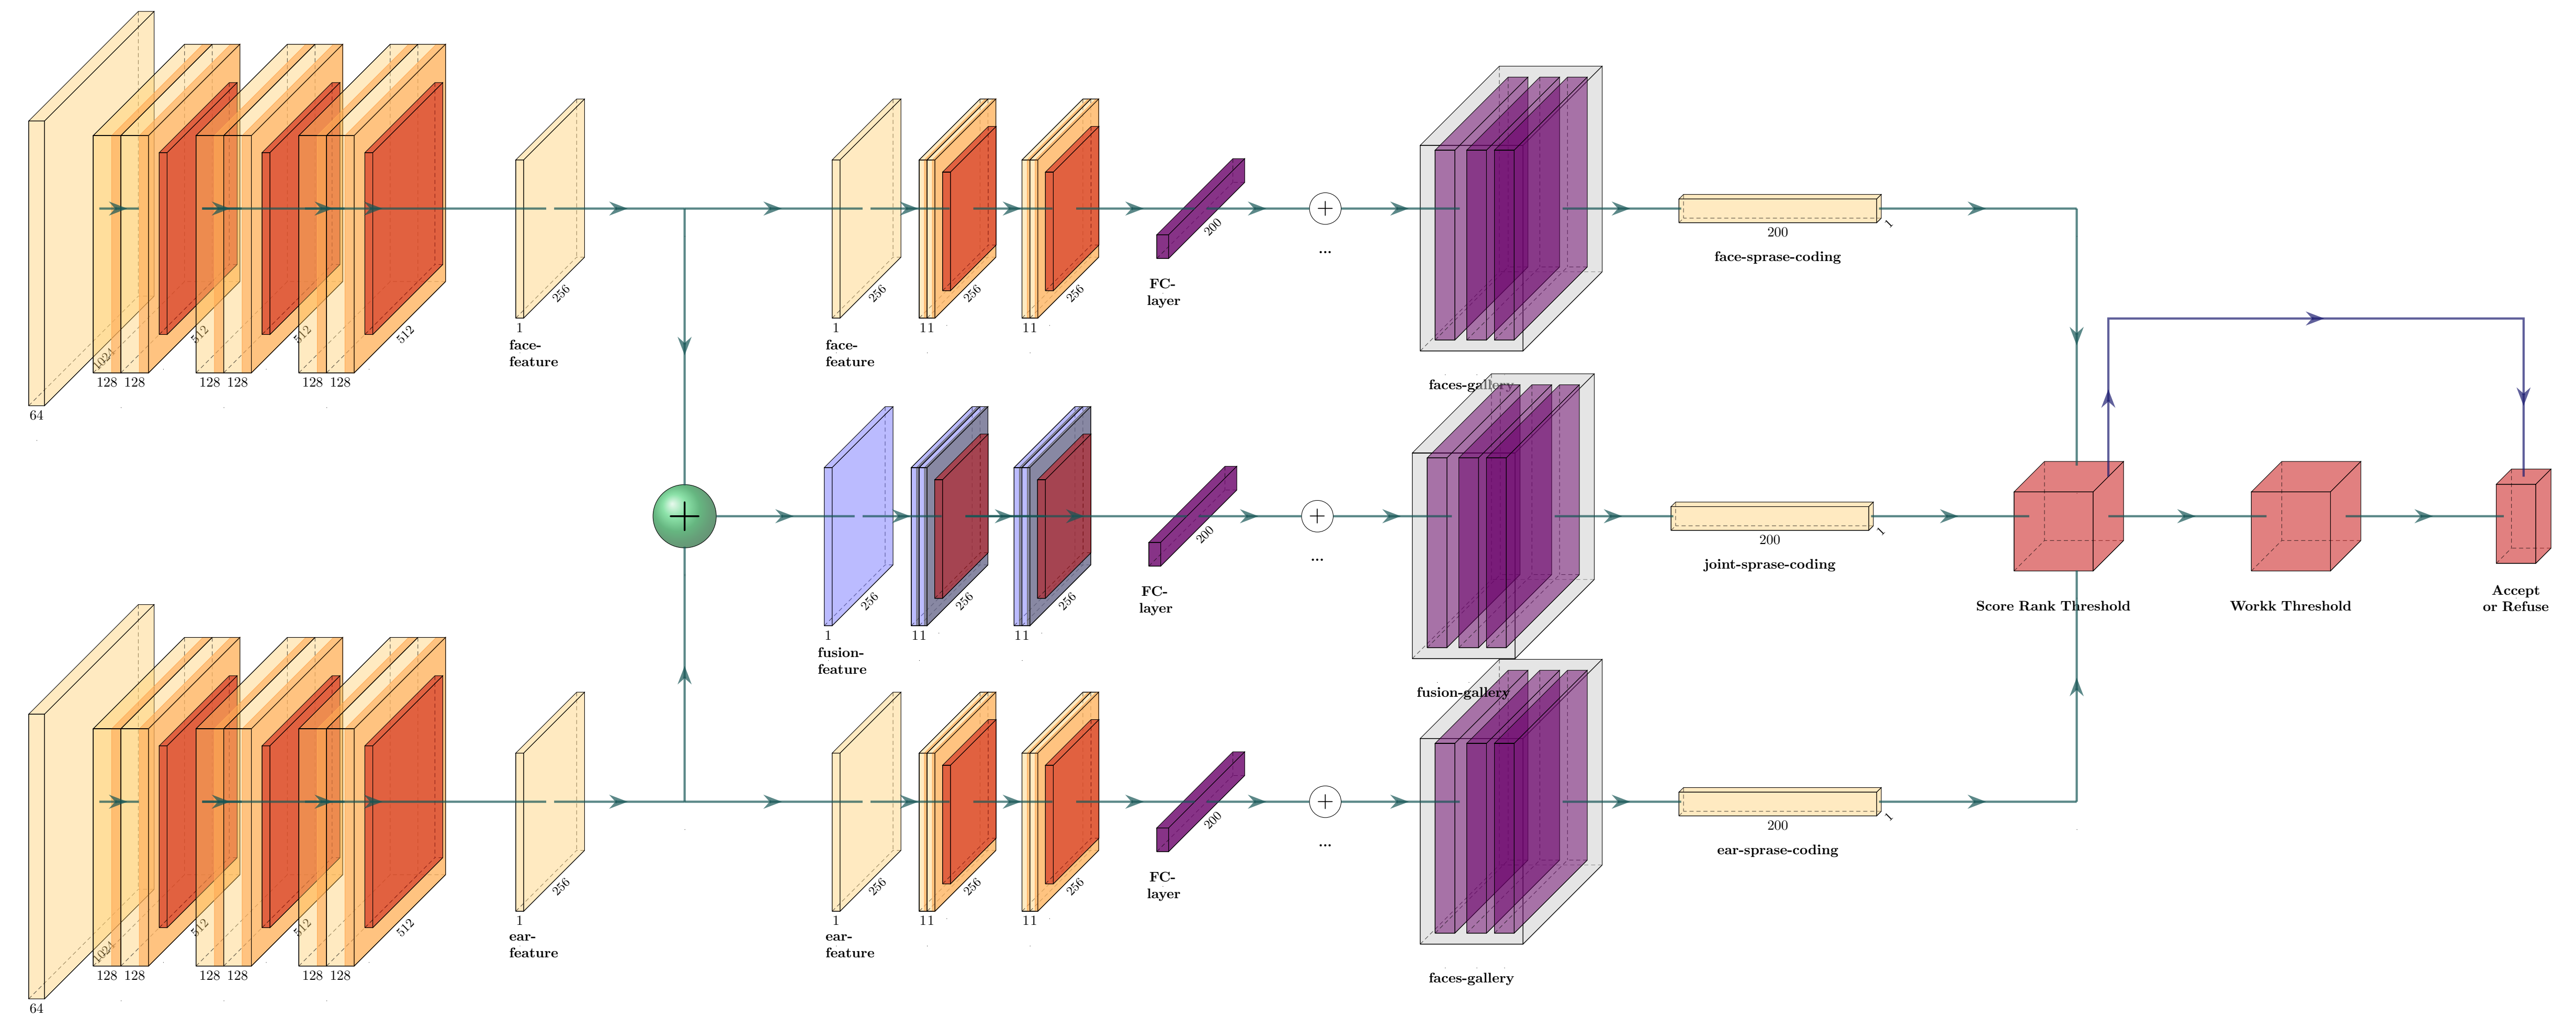 64
1024
128 128
512
128 128
512
128 128
512
1
256
face-
feature
1
256
face-
feature
11
256
11
256
200
FC-
layer
...
faces-gallery
200
1
face-sprase-coding
1
256
fusion-
feature
11
256
11
256
200
FC-
layer
...
fusion-gallery
200
1
joint-sprase-coding
Score Rank Threshold
Workk Threshold
Accept
or Refuse
64
1024
128 128
512
128 128
512
128 128
512
1
256
ear-
feature
1
256
ear-
feature
11
256
11
256
200
FC-
layer
...
faces-gallery
200
1
ear-sprase-coding